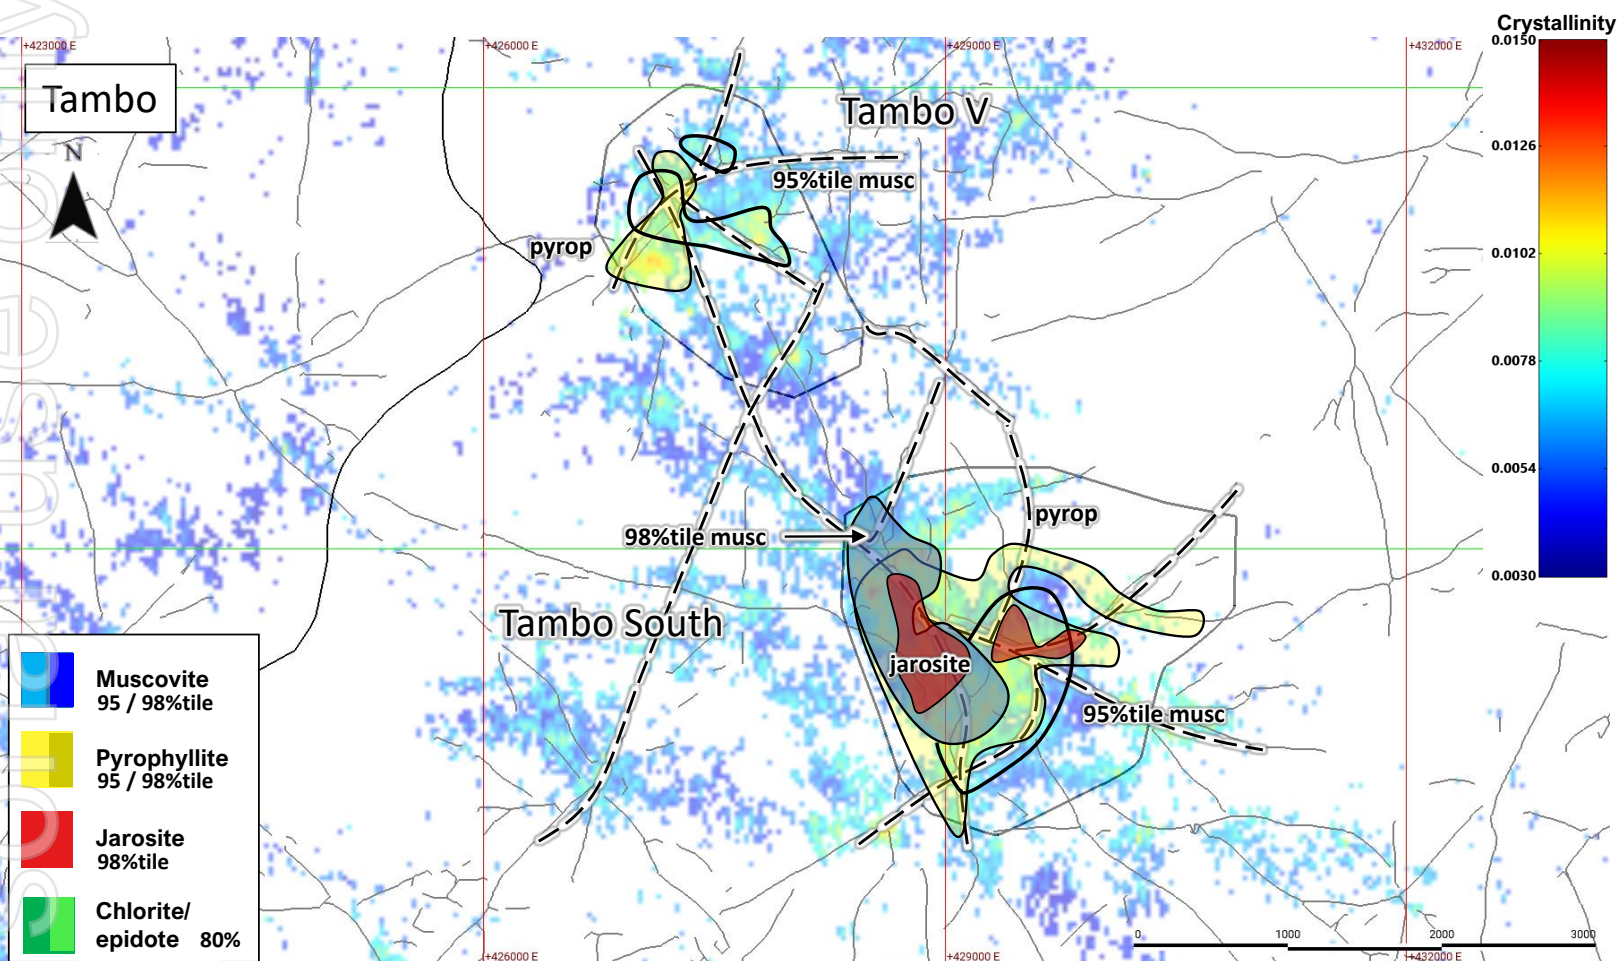 Crystallinity
+423000 E
+426000 E
+429000 E
+432000 E
0.0150
Tambo
Tambo V
N
0.0126
95%tile musc
pyrop
0.0102
0.0078
0.0054
pyrop
98%tile musc
0.0030
Tambo South
jarosite
95%tile musc
Muscovite
95 / 98%tile
Pyrophyllite
95 / 98%tile
Jarosite
98%tile
Chlorite/
epidote 80%
0
1000
2000
3000
+426000 E
+429000 E
+432000 E